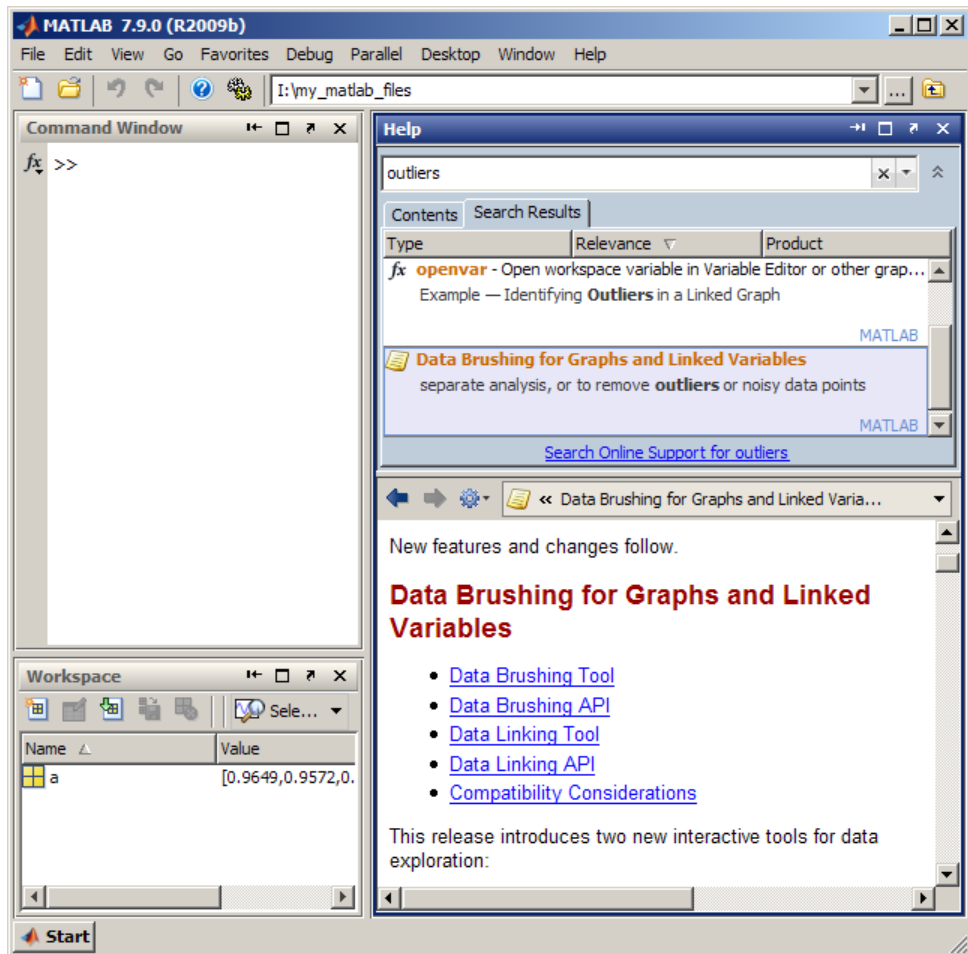 MATLAB 7.9.0 (R2009b)
File Edit View Go Favorites Debug Parallel Desktop Window Help
I:\my_matlab_files
...
Command Window
fx >>
Help
outliers
Contents Search Results
Type Relevance Product
fx openvar - Open workspace variable in Variable Editor or other grap...
Example — Identifying Outliers in a Linked Graph
MATLAB
Data Brushing for Graphs and Linked Variables
separate analysis, or to remove outliers or noisy data points
MATLAB
Search Online Support for outliers
« Data Brushing for Graphs and Linked Varia...
New features and changes follow.
Data Brushing for Graphs and Linked
Variables
• Data Brushing Tool
• Data Brushing API
• Data Linking Tool
• Data Linking API
• Compatibility Considerations
This release introduces two new interactive tools for data
exploration:
Workspace
Sele...
Name Value
a [0.9649,0.9572,0.
Start